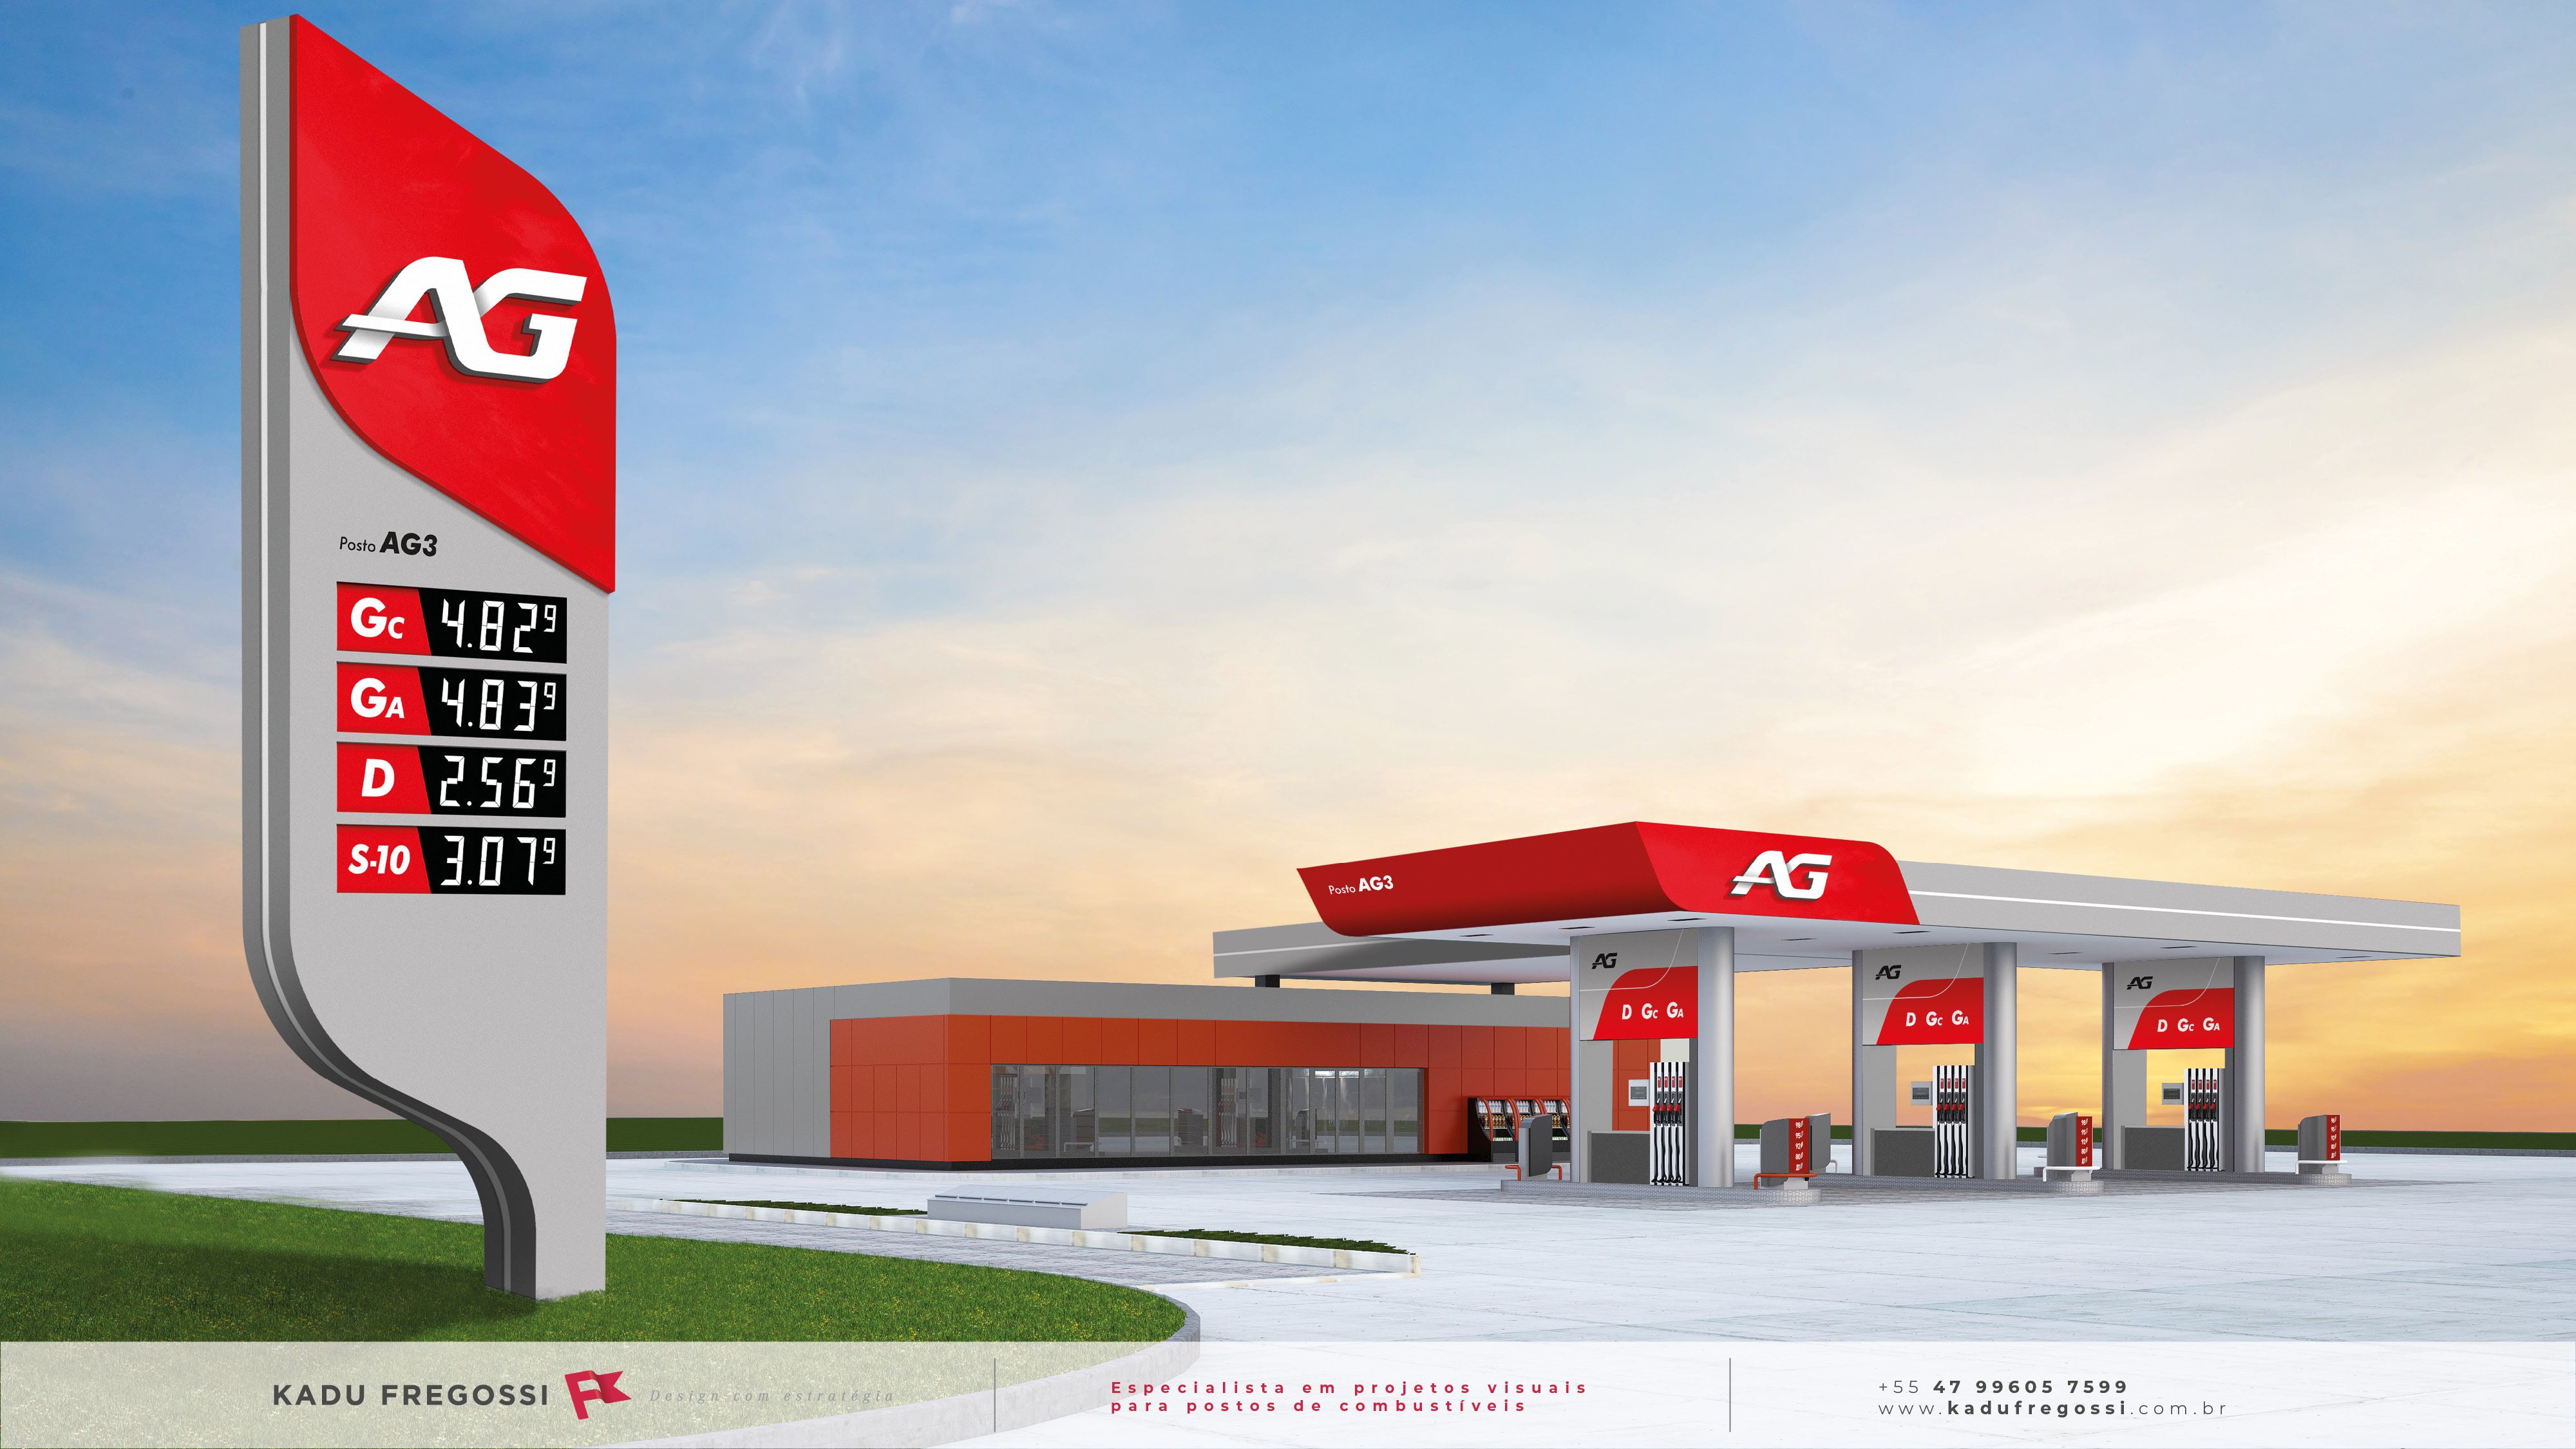 AG
Posto AG3
GC 4.829
GA 4.839
D 2.569
S-10 3.079
Posto AG3
AG
AG
D GC GA
AG
D GC GA
AG
D GC GA
KADU FREGOSSI
Design com estratégia
Especialista em projetos visuais
para postos de combustíveis
+55 47 99605 7599
www.kadufregossi.com.br